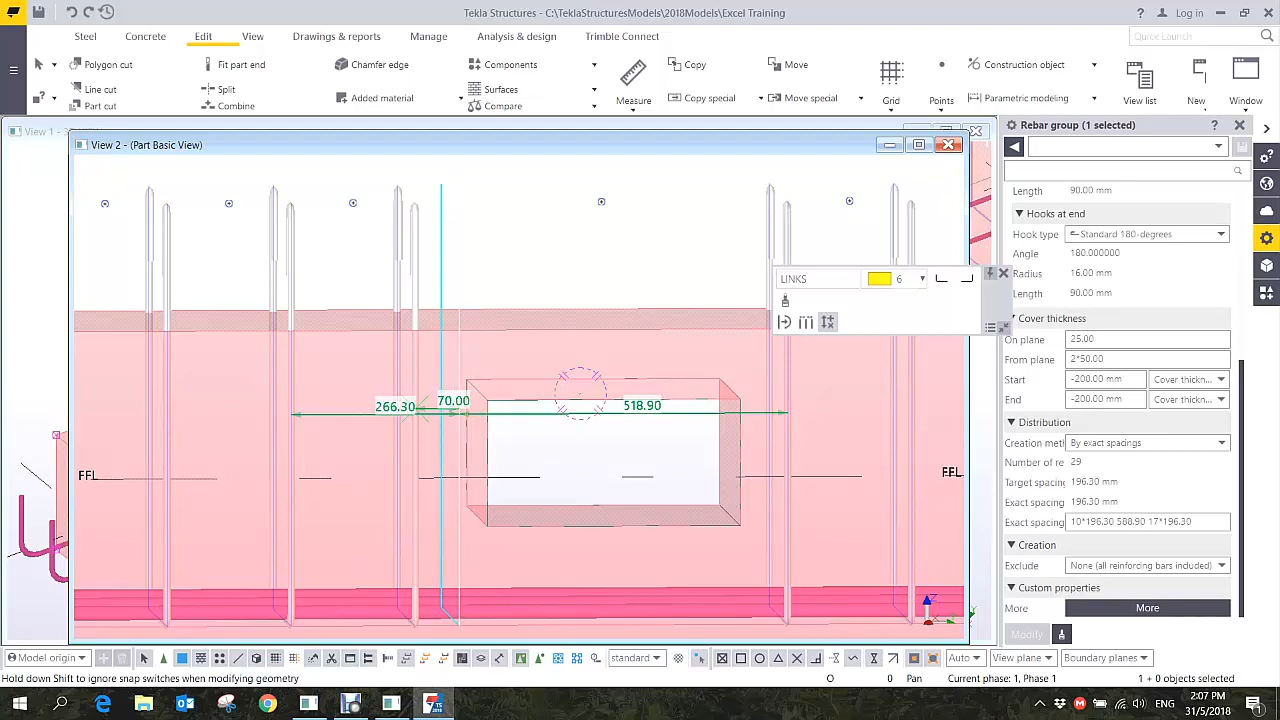 Tekla Structures - C:\TeklaStructuresModels\2018Models\Excel Training
? Log in
Steel Concrete Edit View Drawings & reports Manage Analysis & design Trimble Connect Quick Launch
Polygon cut Fit part end Chamfer edge Components Copy Move Construction object
Line cut Split Surfaces
Part cut Combine Added material Compare Measure Copy special Move special Grid Points Parametric modeling View list New Window
View 1 - 3
View 2 - (Part Basic View)
Rebar group (1 selected) ?
Length 90.00 mm
Hooks at end
Hook type Standard 180-degrees
Angle 180.000000
Radius 16.00 mm
Length 90.00 mm
LINKS 6
Cover thickness
On plane 25.00
From plane 2*50.00
Start -200.00 mm Cover thickn...
End -200.00 mm Cover thickn...
Distribution
Creation met By exact spacings
Number of re 29
Target spacing 196.30 mm
Exact spacing 196.30 mm
Exact spacing 10*196.30 588.90 17*196.30
Creation
Exclude None (all reinforcing bars included)
Custom properties
More More
Modify
266.30 70.00 518.90
FFL FFL
Model origin standard Auto View plane Boundary planes
Hold down Shift to ignore snap switches when modifying geometry O 0 Pan Current phase: 1, Phase 1 1 + 0 objects selected
2:07 PM
31/5/2018